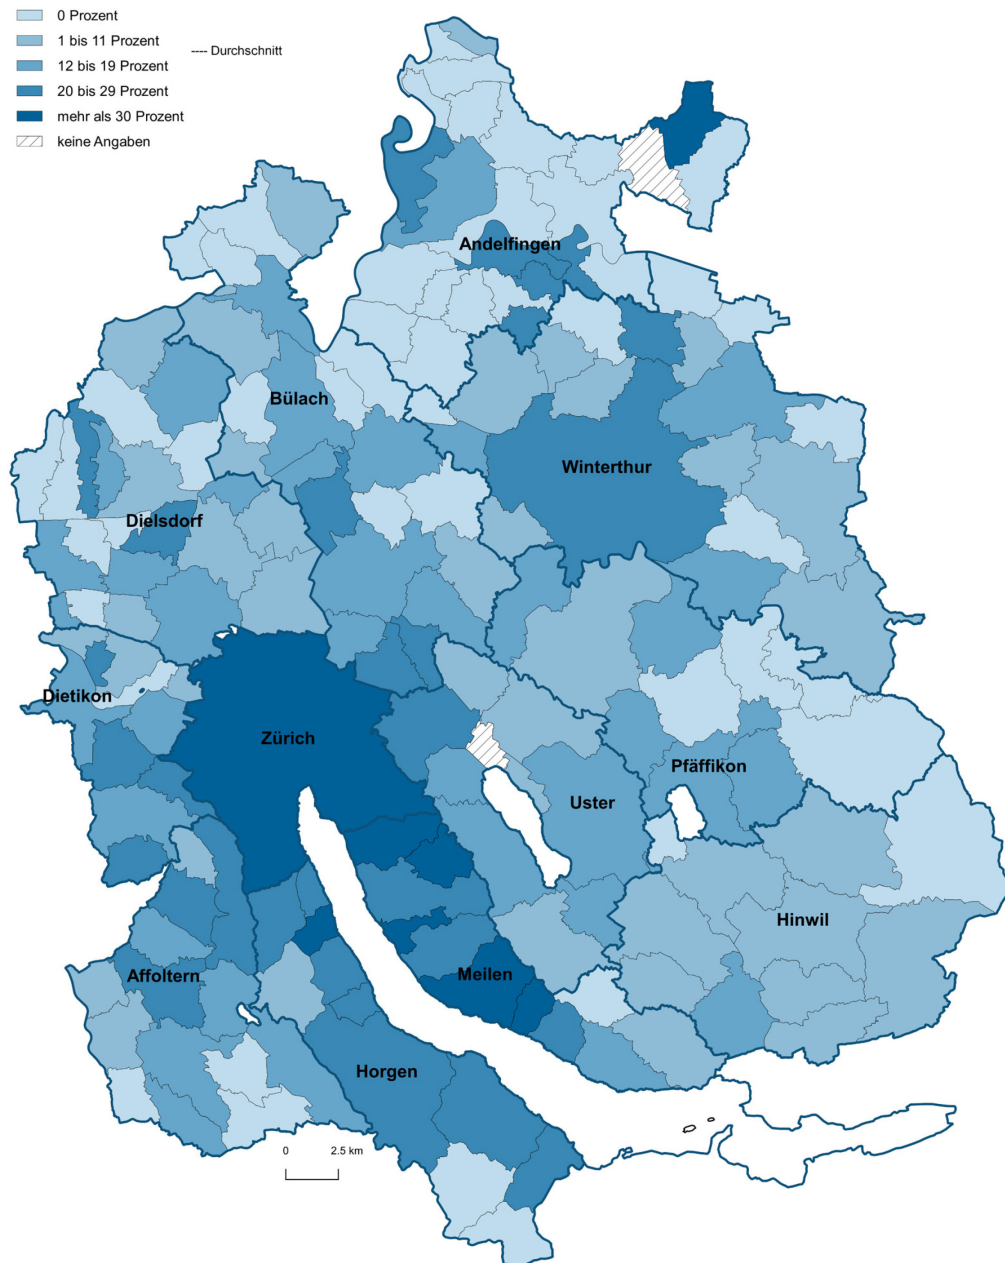 0 Prozent
1 bis 11 Prozent
---- Durchschnitt
12 bis 19 Prozent
20 bis 29 Prozent
mehr als 30 Prozent
keine Angaben
Andelfingen
Bülach
Winterthur
Dielsdorf
Dietikon
Zürich
Pfäffikon
Uster
Hinwil
Affoltern
Meilen
Horgen
0 2.5 km